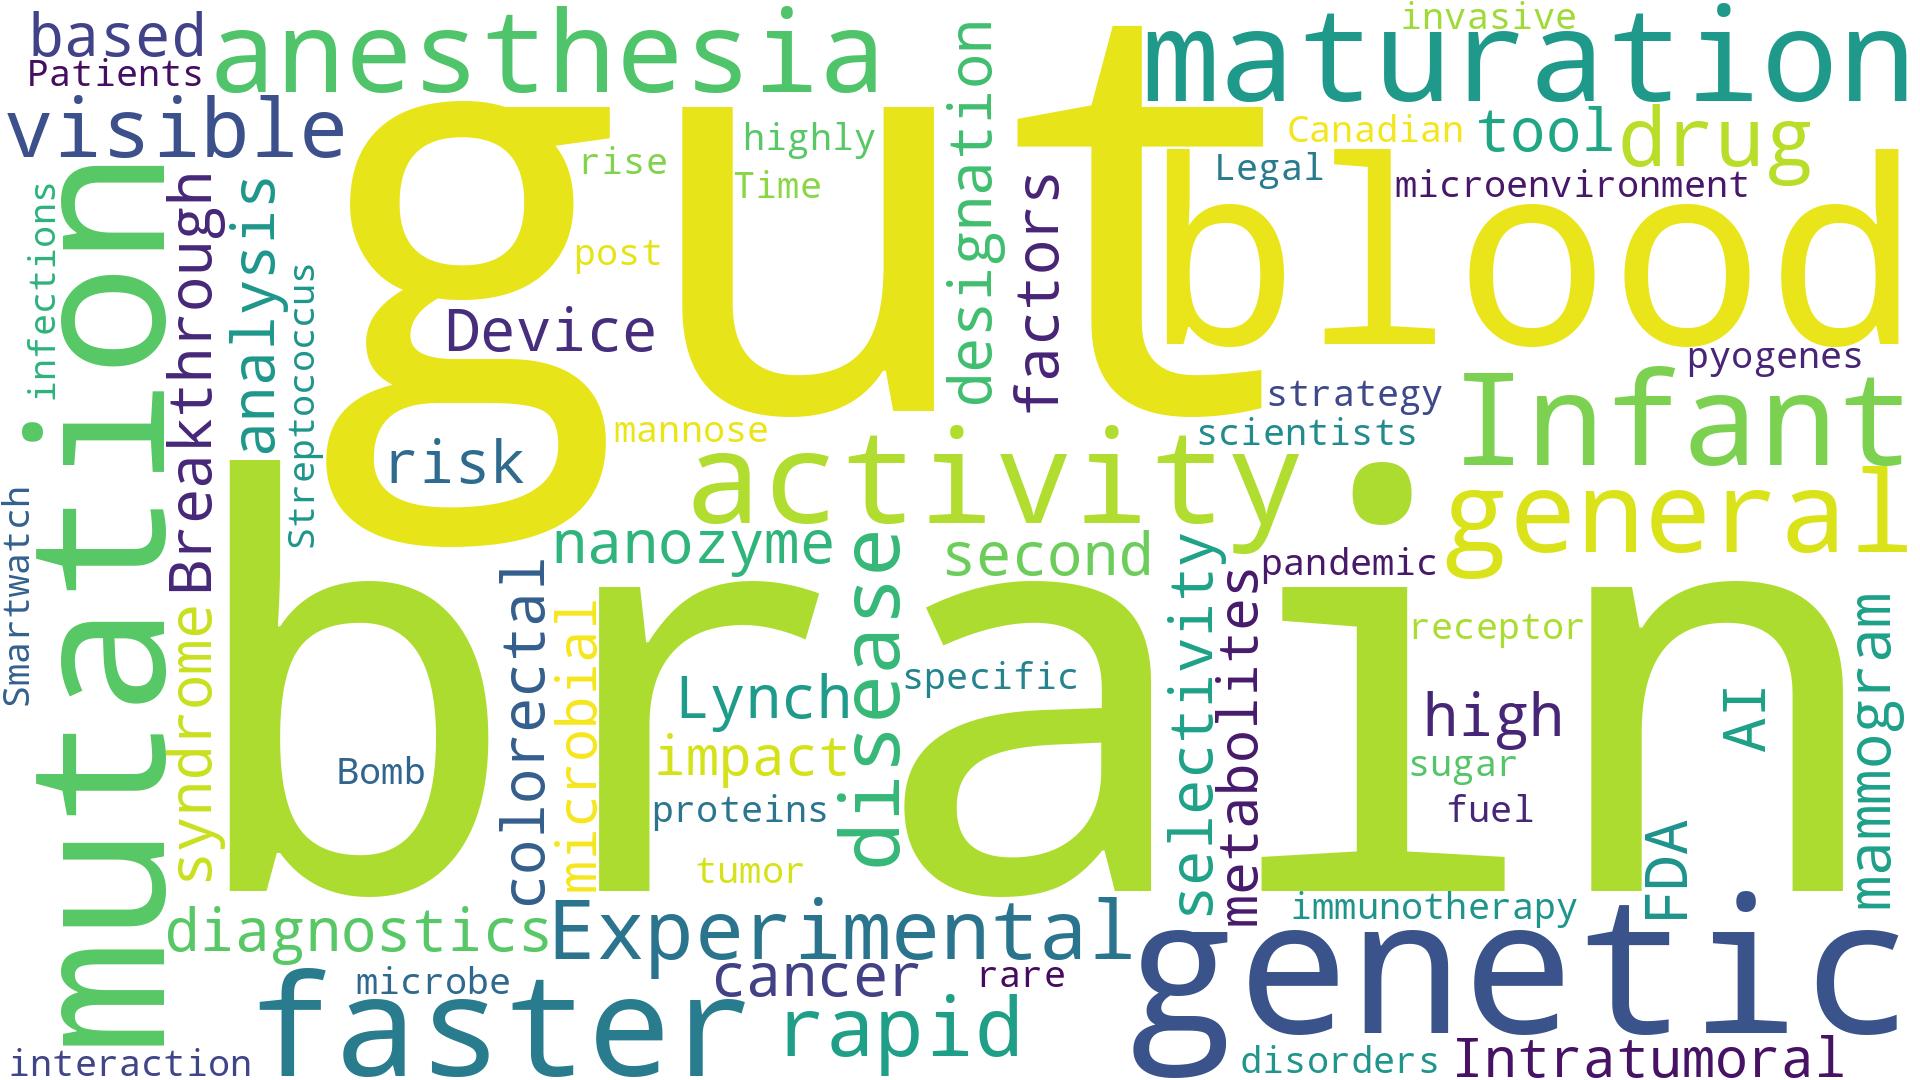 based
anesthesia
designation
maturation
invasive
Patients
visible
gut
highly
rise
Time
post
Canadian
tool
drug
Legal
microenvironment
blood
infections
mutation
Breakthrough
analysis
Streptococcus
Device
factors
pyogenes
risk
mannose
activity
strategy
scientists
Infant
general
Smartwatch
syndrome
brain
nanozyme
disease
second
selectivity
pandemic
colorectal
microbial
Lynch
specific
metabolites
receptor
mammogram
high
AI
Bomb
impact
sugar
proteins
fuel
tumor
FDA
diagnostics
Experimental
immunotherapy
genetic
microbe
cancer
rare
faster
rapid
interaction
disorders
Intratumoral